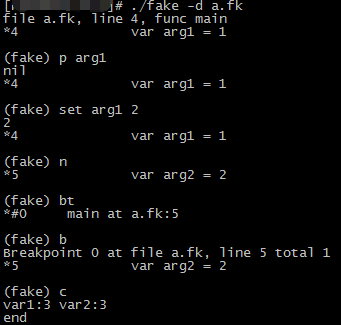 ]# ./fake -d a.fk
file a.fk, line 4, func main
*4 var arg1 = 1
(fake) p arg1
nil
*4 var arg1 = 1
(fake) set arg1 2
2
*4 var arg1 = 1
(fake) n
*5 var arg2 = 2
(fake) bt
*#0 main at a.fk:5
(fake) b
Breakpoint 0 at file a.fk, line 5 total 1
*5 var arg2 = 2
(fake) c
var1:3 var2:3
end